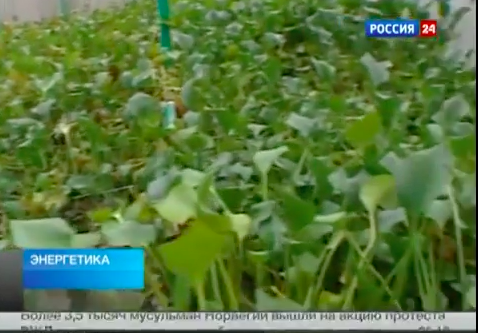 РОССИЯ 24
ЭНЕРГЕТИКА
Более 3,5 тысяч мусульман Норвегии вышли на акцию протеста